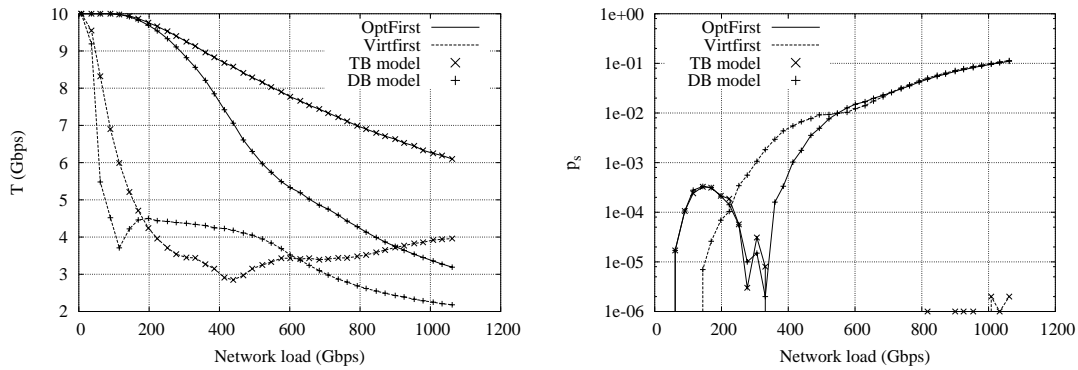 10
9
8
7
6
5
4
3
2
T (Gbps)
0 200 400 600 800 1000 1200
Network load (Gbps)
OptFirst
Virtfirst
TB model
DB model
1e+00
1e-01
1e-02
1e-03
1e-04
1e-05
1e-06
p_s
0 200 400 600 800 1000 1200
Network load (Gbps)
OptFirst
Virtfirst
TB model
DB model